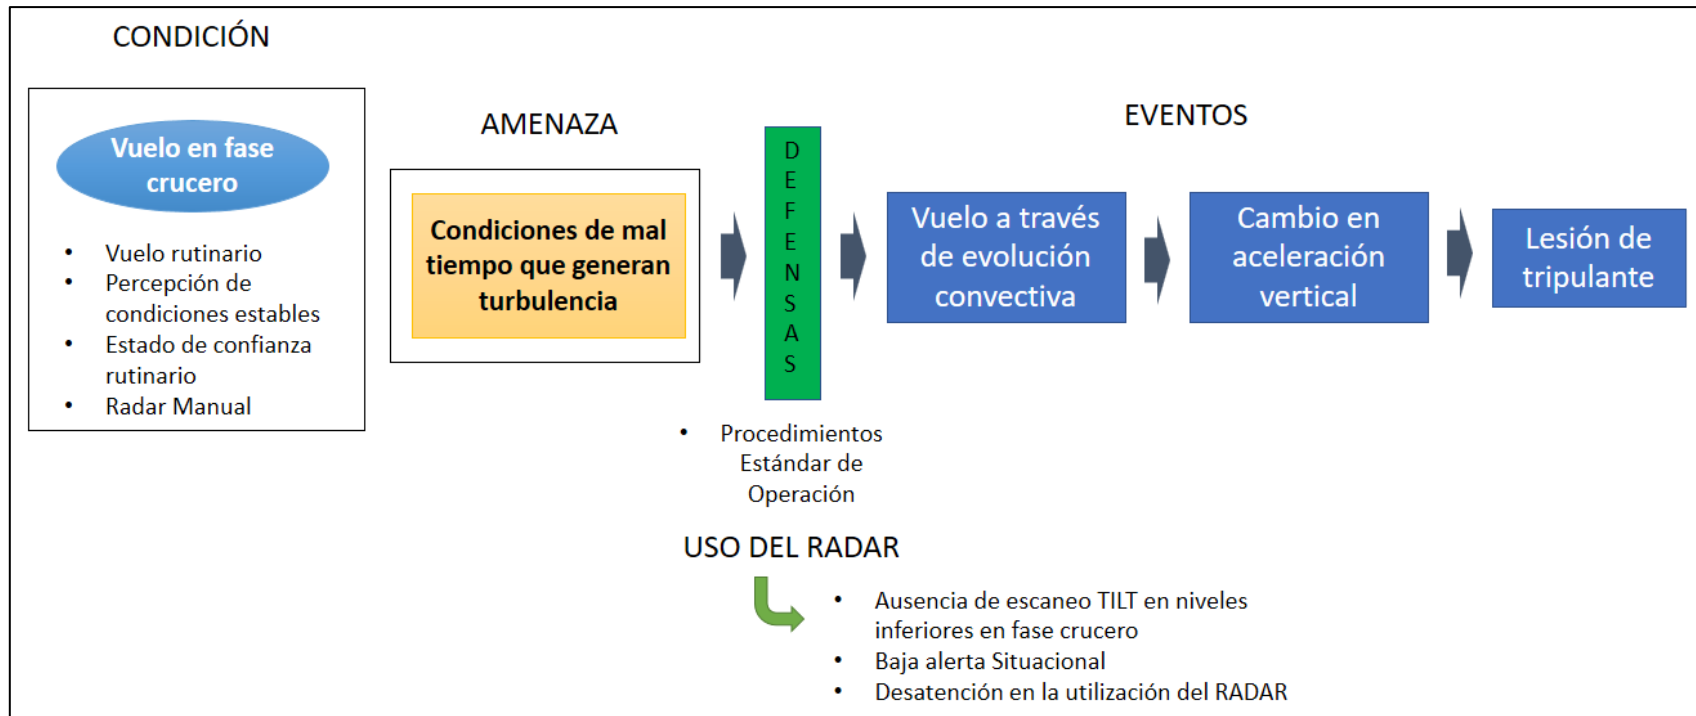 CONDICIÓN
Vuelo en fase
crucero
• Vuelo rutinario
• Percepción de
condiciones estables
• Estado de confianza
rutinario
• Radar Manual
AMENAZA
Condiciones de mal
tiempo que generan
turbulencia
D
E
F
E
N
S
A
S
• Procedimientos
Estándar de
Operación
EVENTOS
Vuelo a través
de evolución
convectiva
Cambio en
aceleración
vertical
Lesión de
tripulante
USO DEL RADAR
• Ausencia de escaneo TILT en niveles
inferiores en fase crucero
• Baja alerta Situacional
• Desatención en la utilización del RADAR